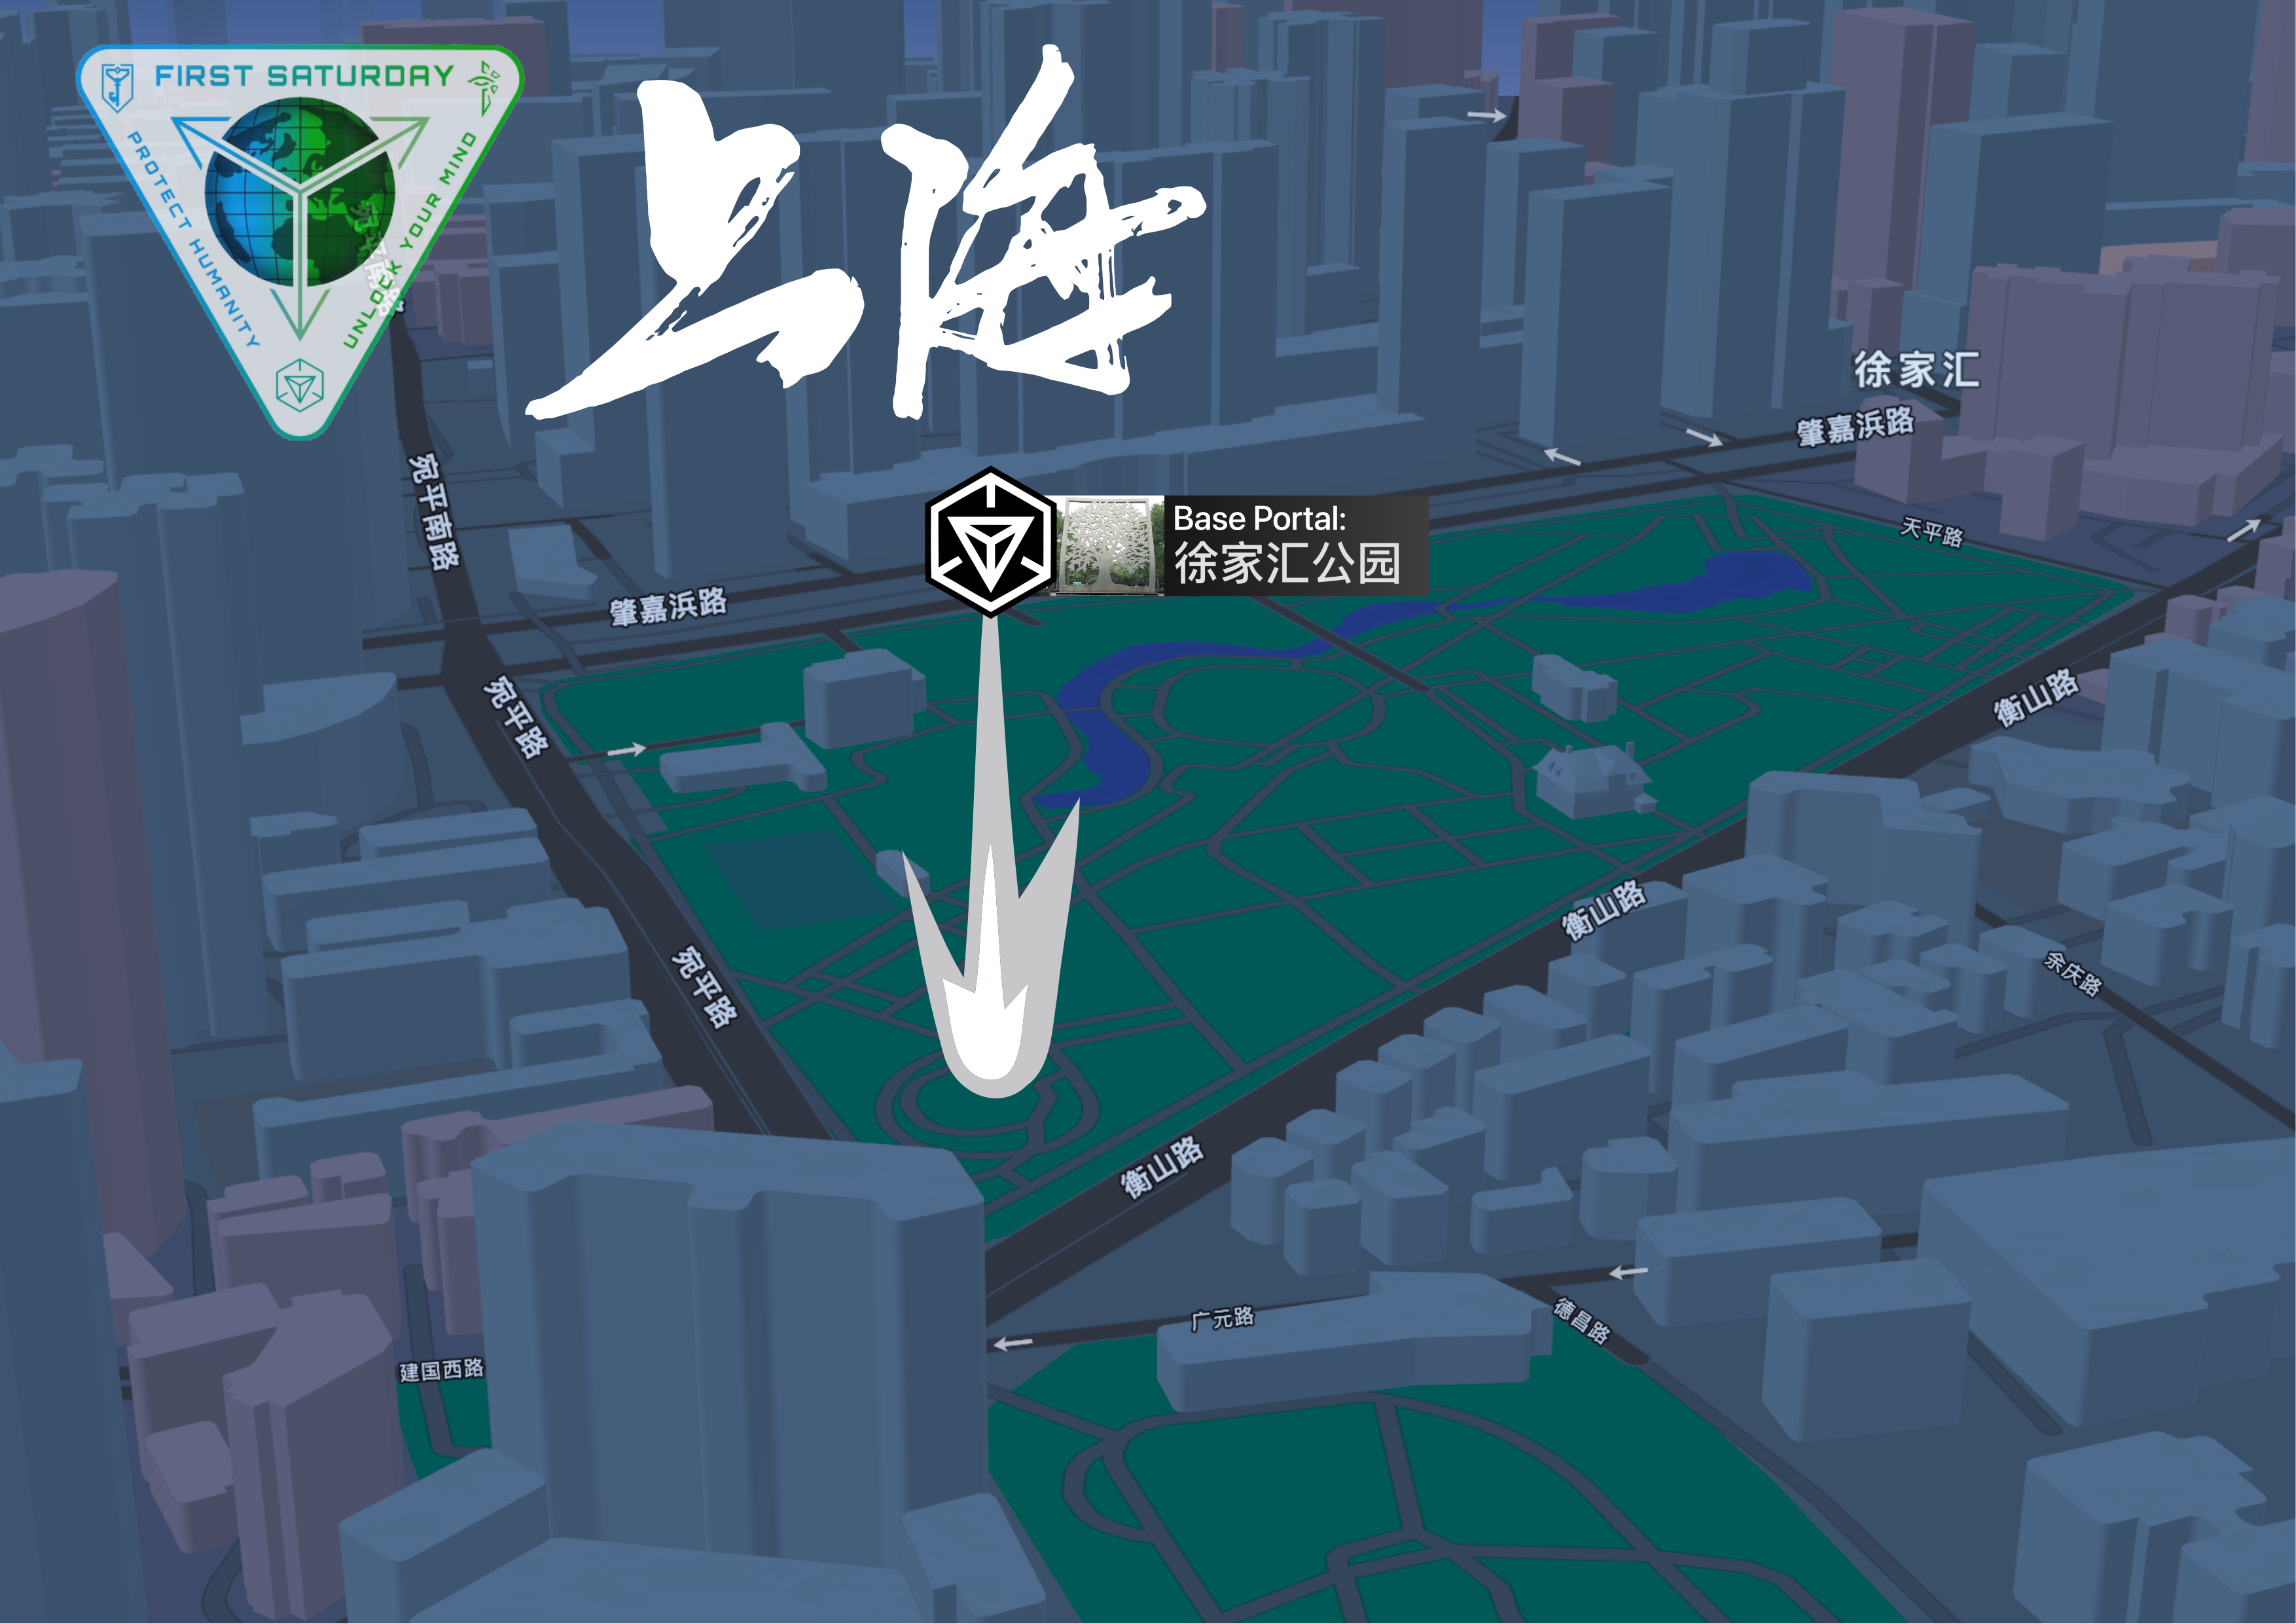 FIRST SATURDAY
PROTECT HUMANITY
UNLOCK YOUR MIND
上海
徐家汇
肇嘉浜路
宛平南路
Base Portal:
徐家汇公园
天平路
肇嘉浜路
宛平路
衡山路
衡山路
宛平路
余庆路
衡山路
广元路
德昌路
建国西路